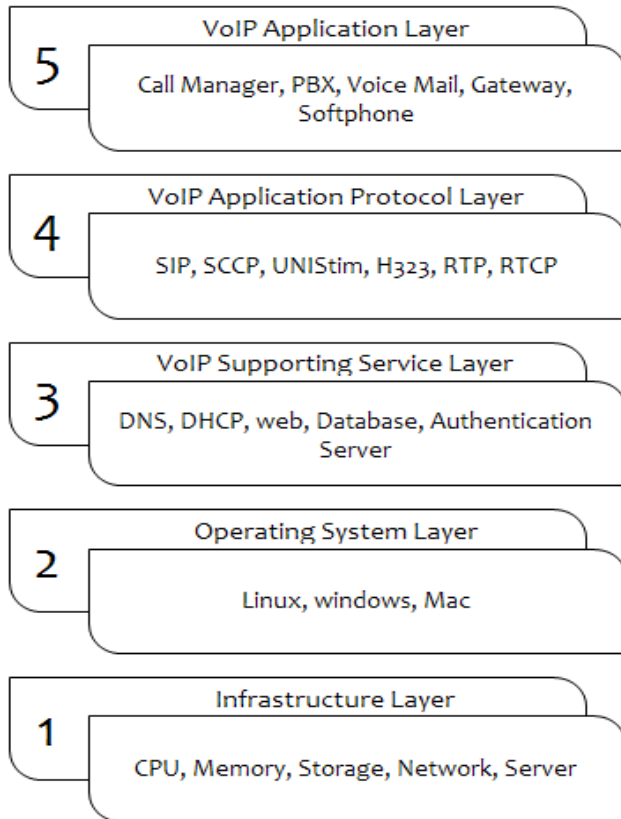 VoIP Application Layer
5
Call Manager, PBX, Voice Mail, Gateway,
Softphone
VoIP Application Protocol Layer
4
SIP, SCCP, UNIStim, H323, RTP, RTCP
VoIP Supporting Service Layer
3
DNS, DHCP, web, Database, Authentication
Server
Operating System Layer
2
Linux, windows, Mac
Infrastructure Layer
1
CPU, Memory, Storage, Network, Server